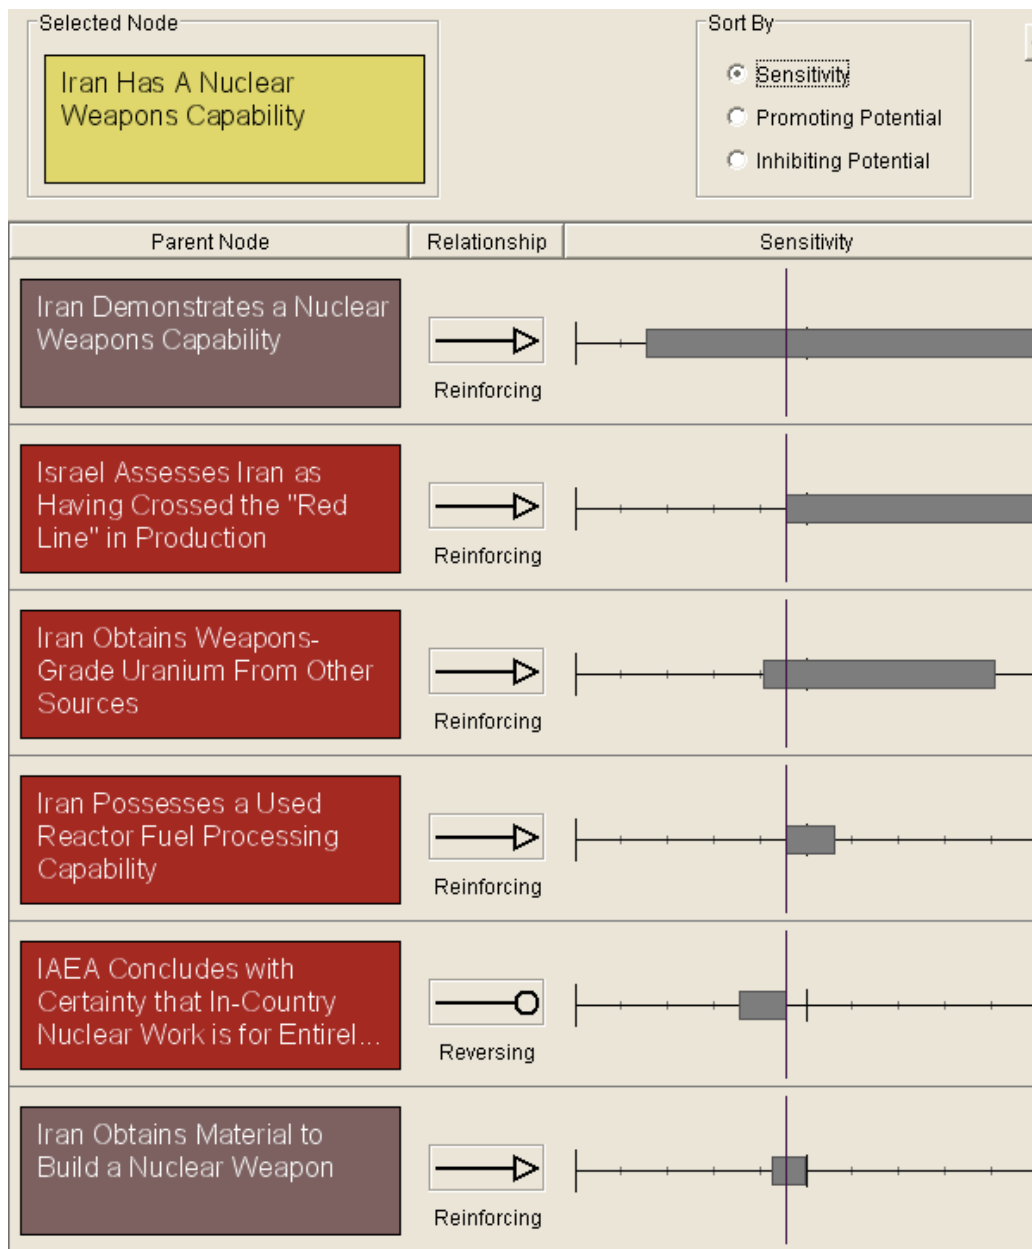 Selected Node
Sort By
Iran Has A Nuclear
Weapons Capability
Sensitivity
Promoting Potential
Inhibiting Potential
Parent Node
Relationship
Sensitivity
Iran Demonstrates a Nuclear
Weapons Capability
Reinforcing
Israel Assesses Iran as
Having Crossed the "Red
Line" in Production
Reinforcing
Iran Obtains Weapons-
Grade Uranium From Other
Sources
Reinforcing
Iran Possesses a Used
Reactor Fuel Processing
Capability
Reinforcing
IAEA Concludes with
Certainty that In-Country
Nuclear Work is for Entirel...
Reversing
Iran Obtains Material to
Build a Nuclear Weapon
Reinforcing